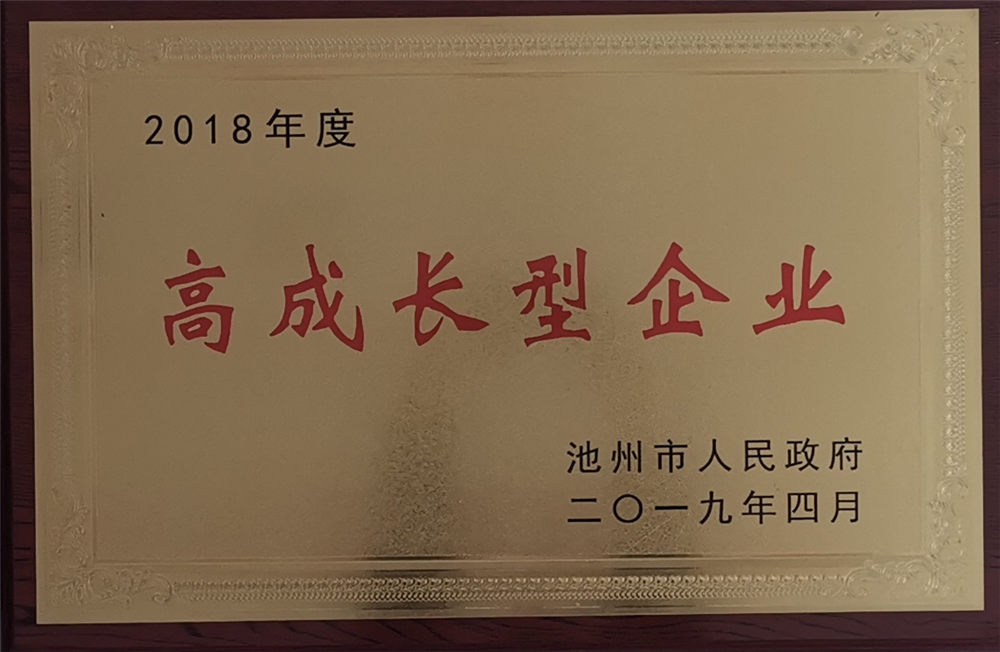 2018年度
高成长型企业
池州市人民政府
二〇一九年四月